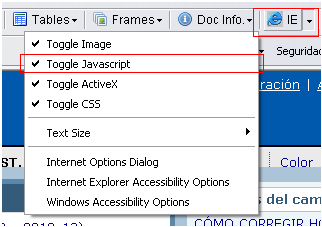 Tables Frames Doc Info. IE
Toggle Image
Toggle Javascript
Toggle ActiveX
Toggle CSS
Text Size
Internet Options Dialog
Internet Explorer Accessibility Options
Windows Accessibility Options
Seguridad
ración | A
ST.
Color
s del cam
CÓMO CORREGIR HO